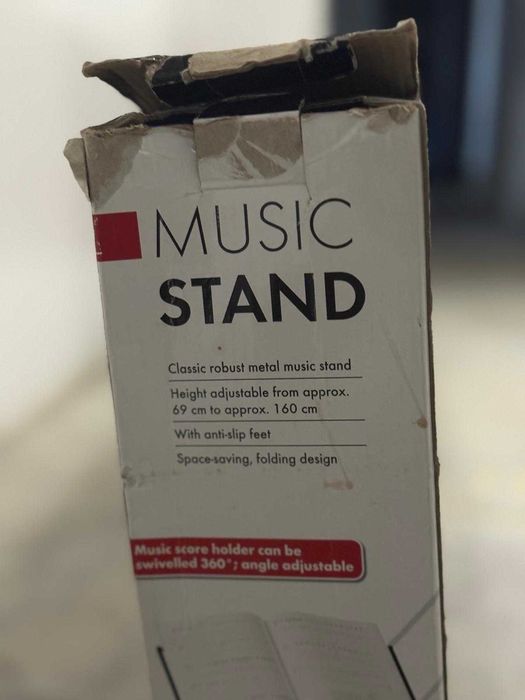 MUSIC
STAND
Classic robust metal music stand
Height adjustable from approx.
69 cm to approx. 160 cm
With anti-slip feet
Space-saving, folding design
Music score holder can be
swivelled 360°; angle adjustable